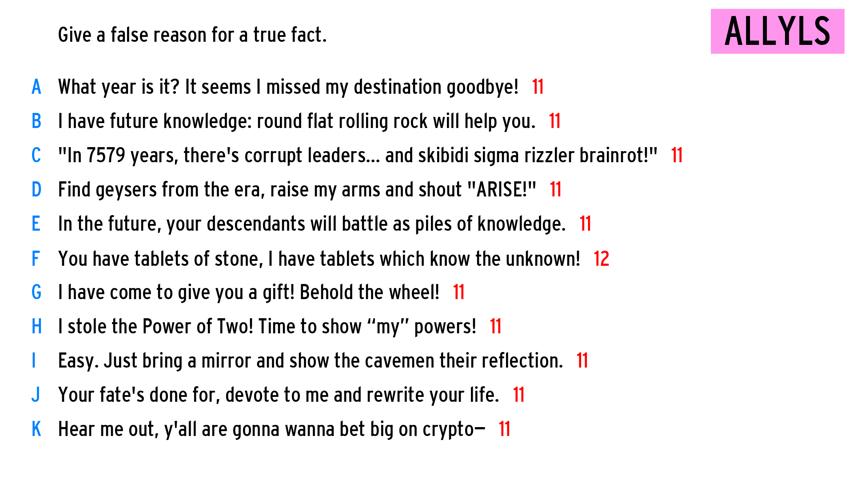 Give a false reason for a true fact.
ALLYLS
A What year is it? It seems I missed my destination goodbye! 11
B I have future knowledge: round flat rolling rock will help you. 11
C "In 7579 years, there's corrupt leaders... and skibidi sigma rizzler brainrot!" 11
D Find geysers from the era, raise my arms and shout "ARISE!" 11
E In the future, your descendants will battle as piles of knowledge. 11
F You have tablets of stone, I have tablets which know the unknown! 12
G I have come to give you a gift! Behold the wheel! 11
H I stole the Power of Two! Time to show “my” powers! 11
I Easy. Just bring a mirror and show the cavemen their reflection. 11
J Your fate's done for, devote to me and rewrite your life. 11
K Hear me out, y'all are gonna wanna bet big on crypto— 11